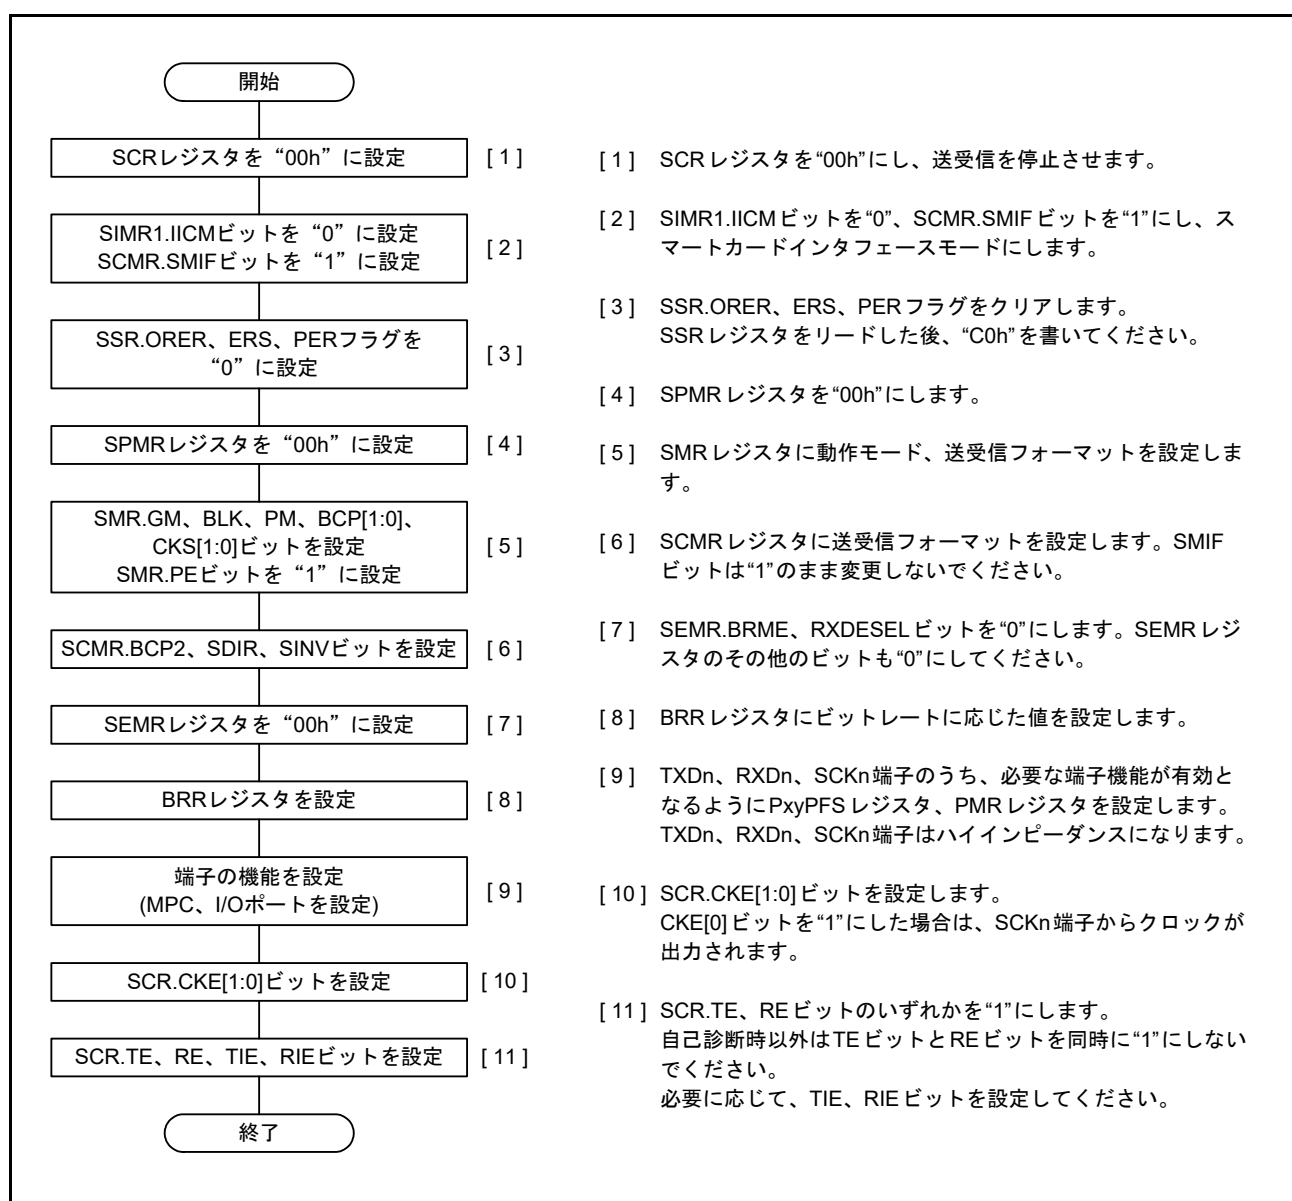 開始
SCRレジスタを“00h”に設定
[ 1 ]
SIMR1.IICMビットを“0”に設定
SCMR.SMIFビットを“1”に設定
[ 2 ]
SSR.ORER、ERS、PERフラグを
“0”に設定
[ 3 ]
SPMRレジスタを“00h”に設定
[ 4 ]
SMR.GM、BLK、PM、BCP[1:0]、
CKS[1:0]ビットを設定
SMR.PEビットを“1”に設定
[ 5 ]
SCMR.BCP2、SDIR、SINVビットを設定
[ 6 ]
SEMRレジスタを“00h”に設定
[ 7 ]
BRRレジスタを設定
[ 8 ]
端子の機能を設定
(MPC、I/Oポートを設定)
[ 9 ]
SCR.CKE[1:0]ビットを設定
[ 10 ]
SCR.TE、RE、TIE、RIEビットを設定
[ 11 ]
終了
[ 1 ] SCRレジスタを“00h”にし、送受信を停止させます。
[ 2 ] SIMR1.IICMビットを“0”、SCMR.SMIFビットを“1”にし、ス
マートカードインタフェースモードにします。
[ 3 ] SSR.ORER、ERS、PERフラグをクリアします。
SSRレジスタをリードした後、“C0h”を書いてください。
[ 4 ] SPMRレジスタを“00h”にします。
[ 5 ] SMRレジスタに動作モード、送受信フォーマットを設定しま
す。
[ 6 ] SCMRレジスタに送受信フォーマットを設定します。SMIF
ビットは“1”のまま変更しないでください。
[ 7 ] SEMR.BRME、RXDESELビットを“0”にします。SEMRレジ
スタのその他のビットも“0”にしてください。
[ 8 ] BRRレジスタにビットレートに応じた値を設定します。
[ 9 ] TXDn、RXDn、SCKn端子のうち、必要な端子機能が有効と
なるようにPxyPFSレジスタ、PMRレジスタを設定します。
TXDn、RXDn、SCKn端子はハイインピーダンスになります。
[ 10 ] SCR.CKE[1:0]ビットを設定します。
CKE[0]ビットを“1”にした場合は、SCKn端子からクロックが
出力されます。
[ 11 ] SCR.TE、REビットのいずれかを“1”にします。
自己診断時以外はTEビットとREビットを同時に“1”にしない
でください。
必要に応じて、TIE、RIEビットを設定してください。